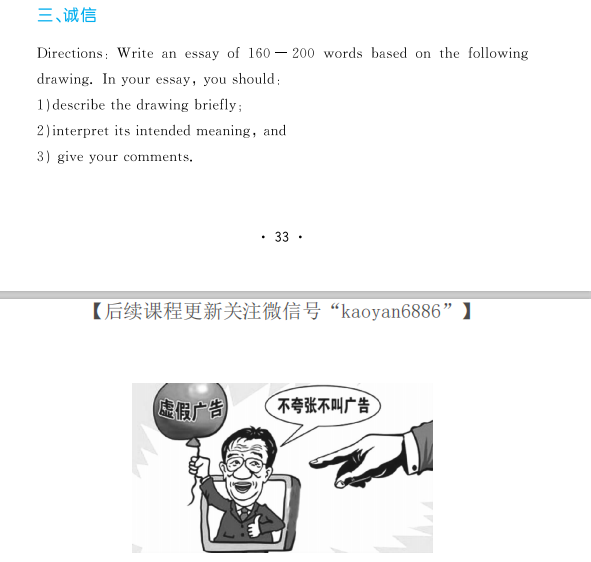 三、诚信
Directions: Write an essay of 160 — 200 words based on the following
drawing. In your essay, you should:
1)describe the drawing briefly;
2)interpret its intended meaning, and
3) give your comments.
· 33 ·
【后续课程更新关注微信号“kaoyan6886”】
虚假广告
不夸张不叫广告